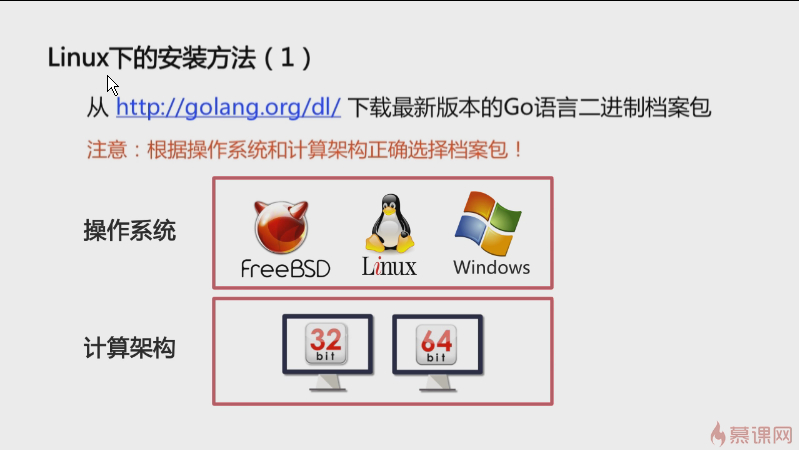 Linux下的安装方法（1）
从 http://golang.org/dl/ 下载最新版本的Go语言二进制档案包
注意：根据操作系统和计算架构正确选择档案包！
操作系统
FreeBSD
Linux
Windows
计算架构
32
bit
64
bit
慕课网